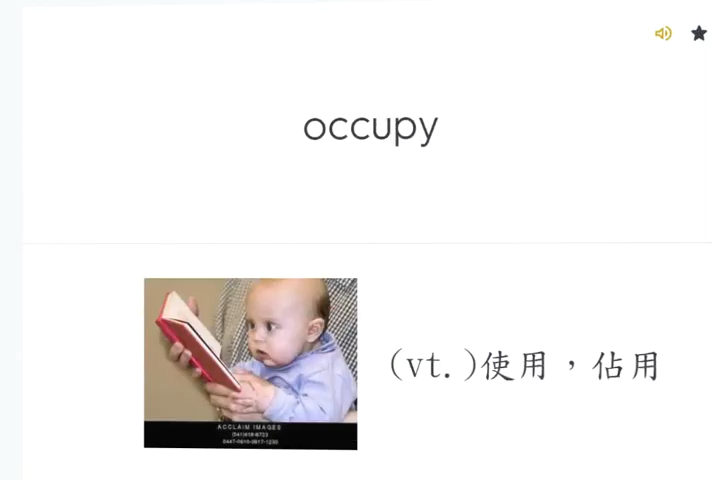 occupy
(vt.)使用，佔用
ACCLAIM IMAGES